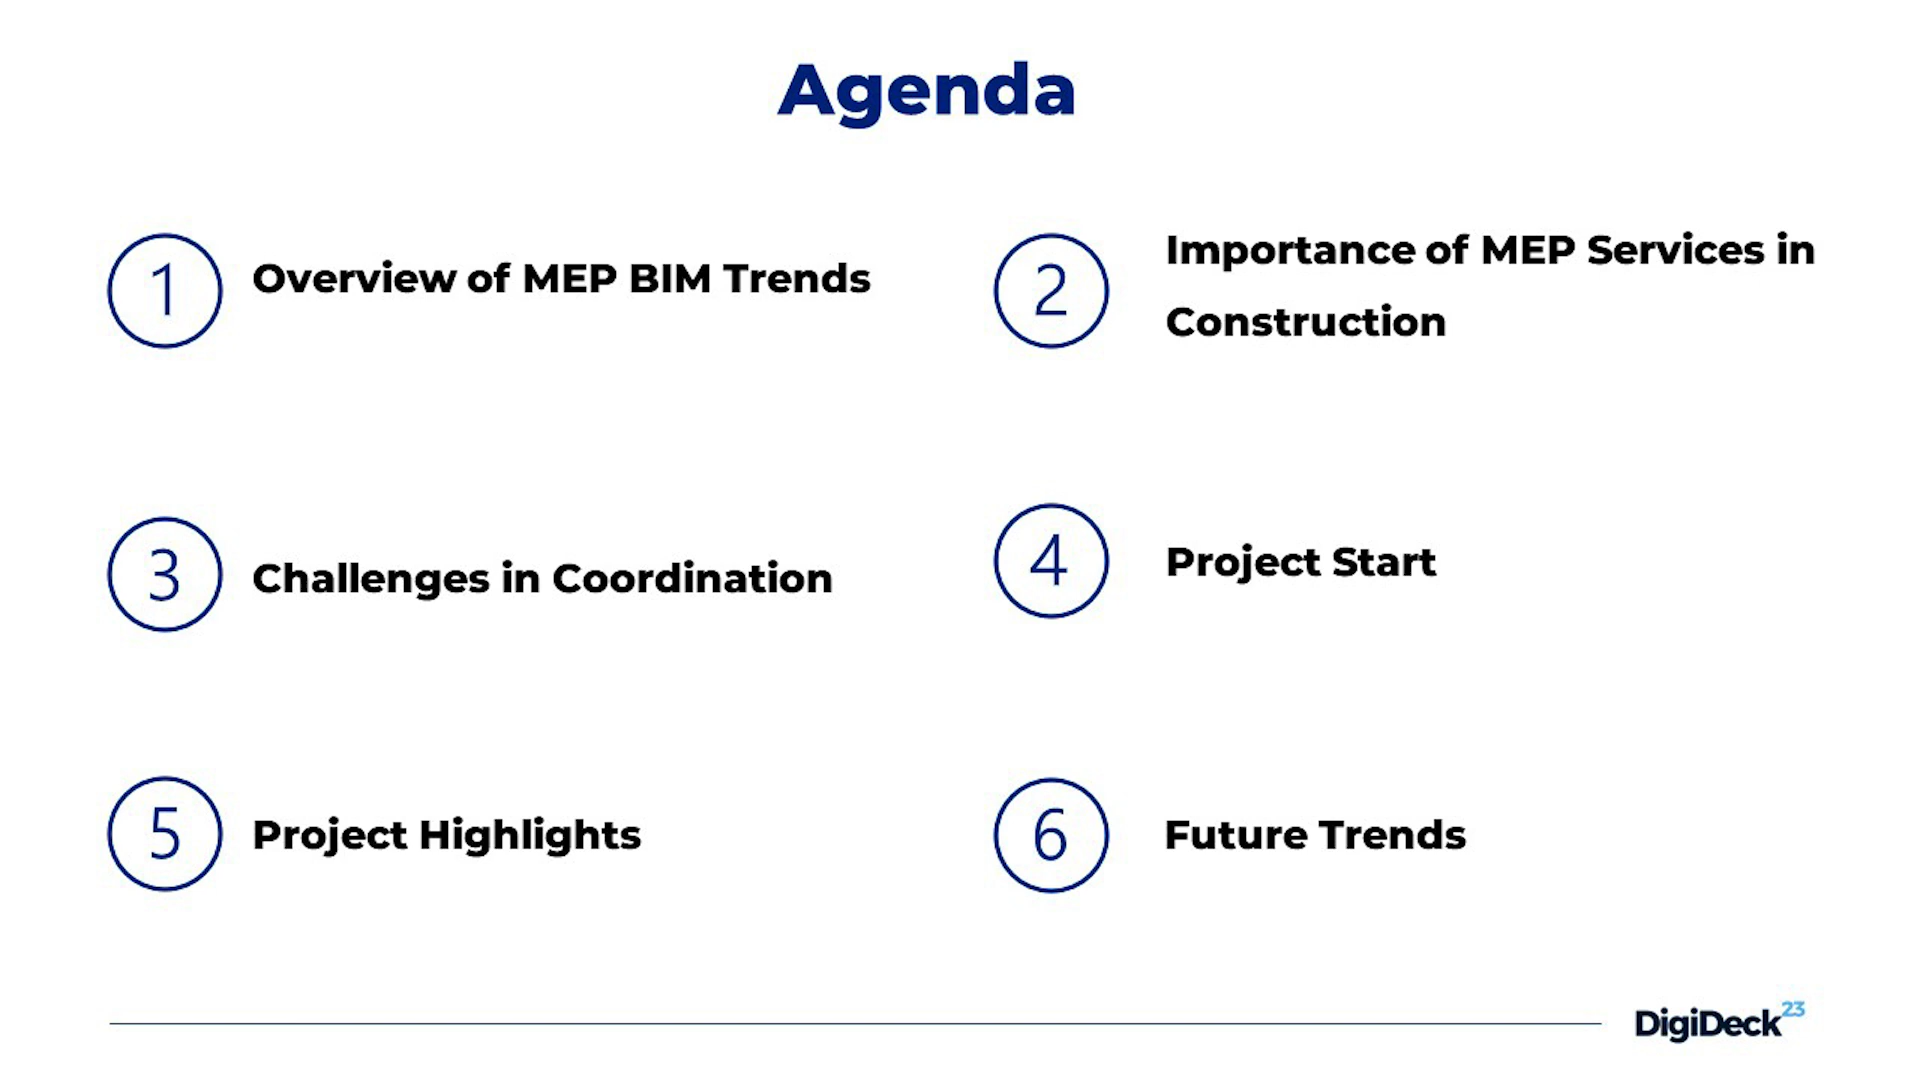 Agenda
1 Overview of MEP BIM Trends
2 Importance of MEP Services in
Construction
3 Challenges in Coordination
4 Project Start
5 Project Highlights
6 Future Trends
DigiDeck23